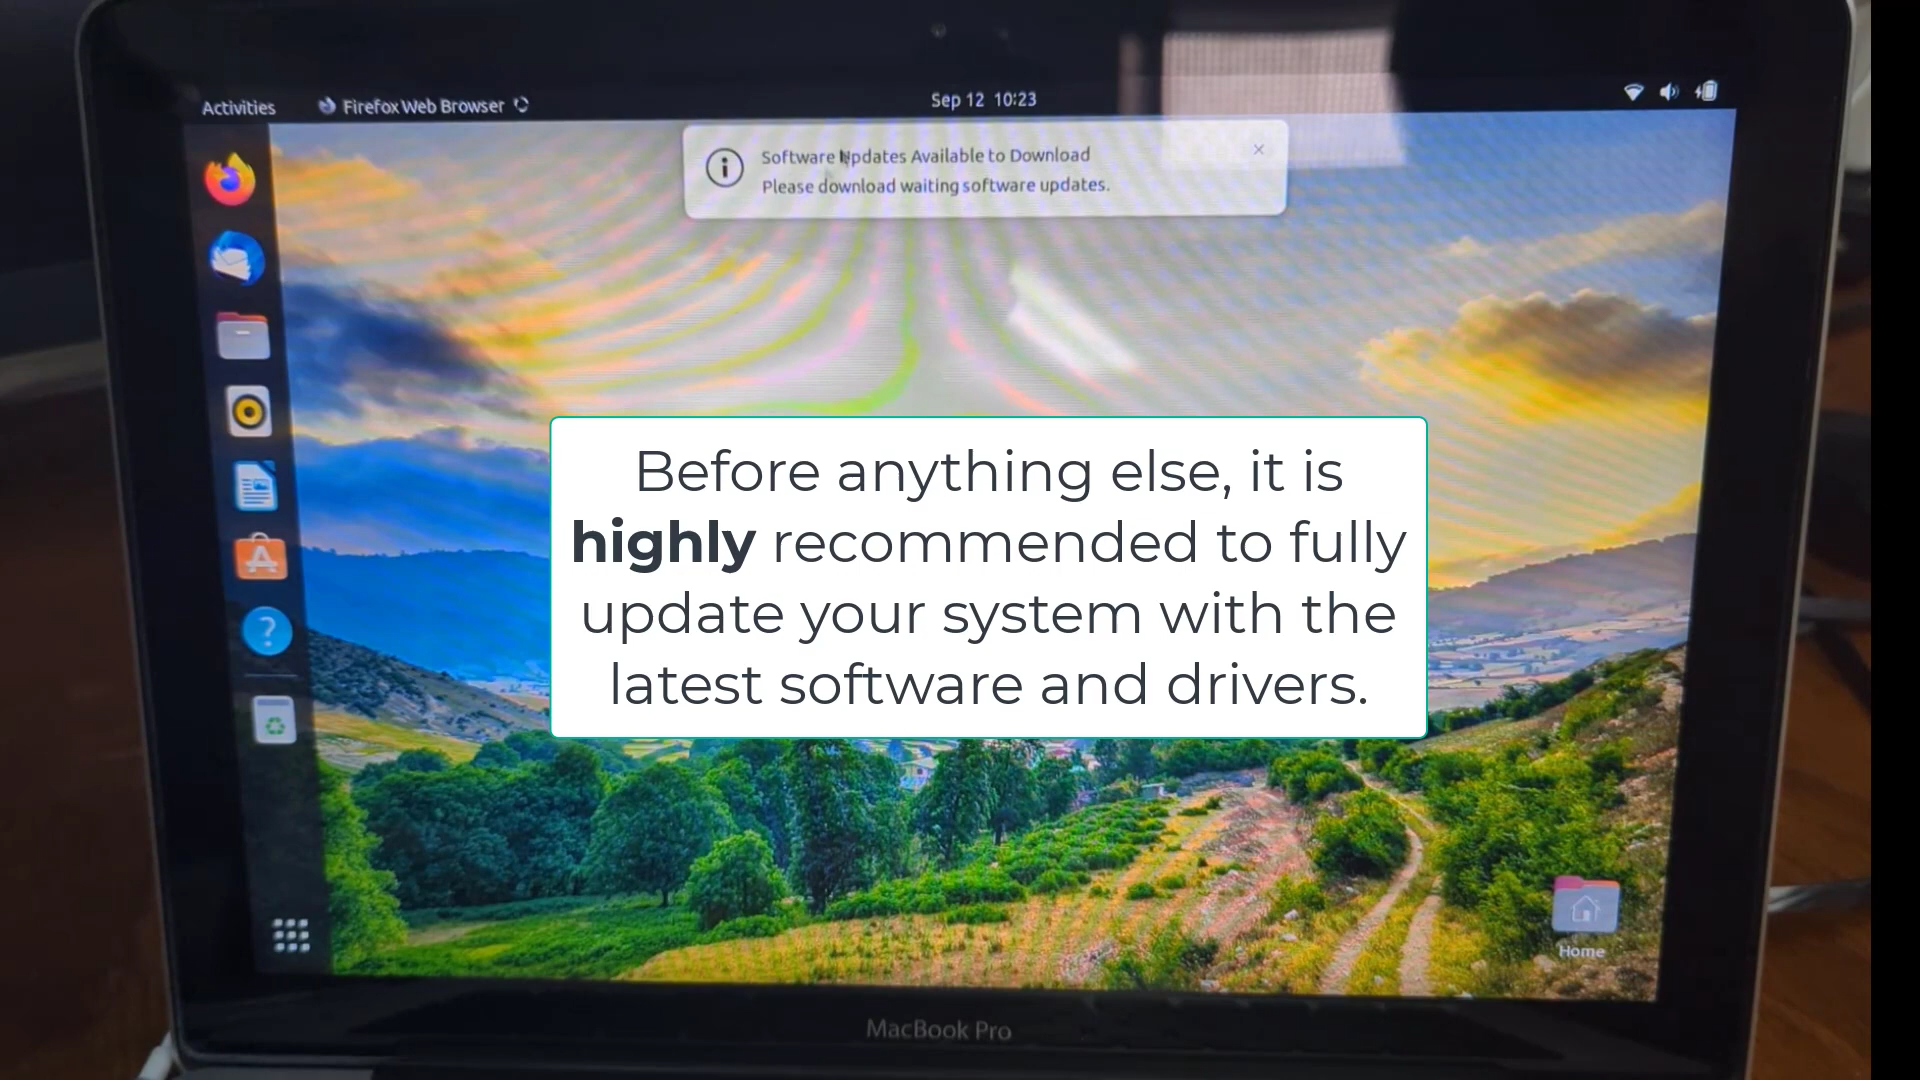 Activities Firefox Web Browser Sep 12 10:23
Software Updates Available to Download
Please download waiting software updates.
Before anything else, it is
highly recommended to fully
update your system with the
latest software and drivers.
Home
MacBook Pro